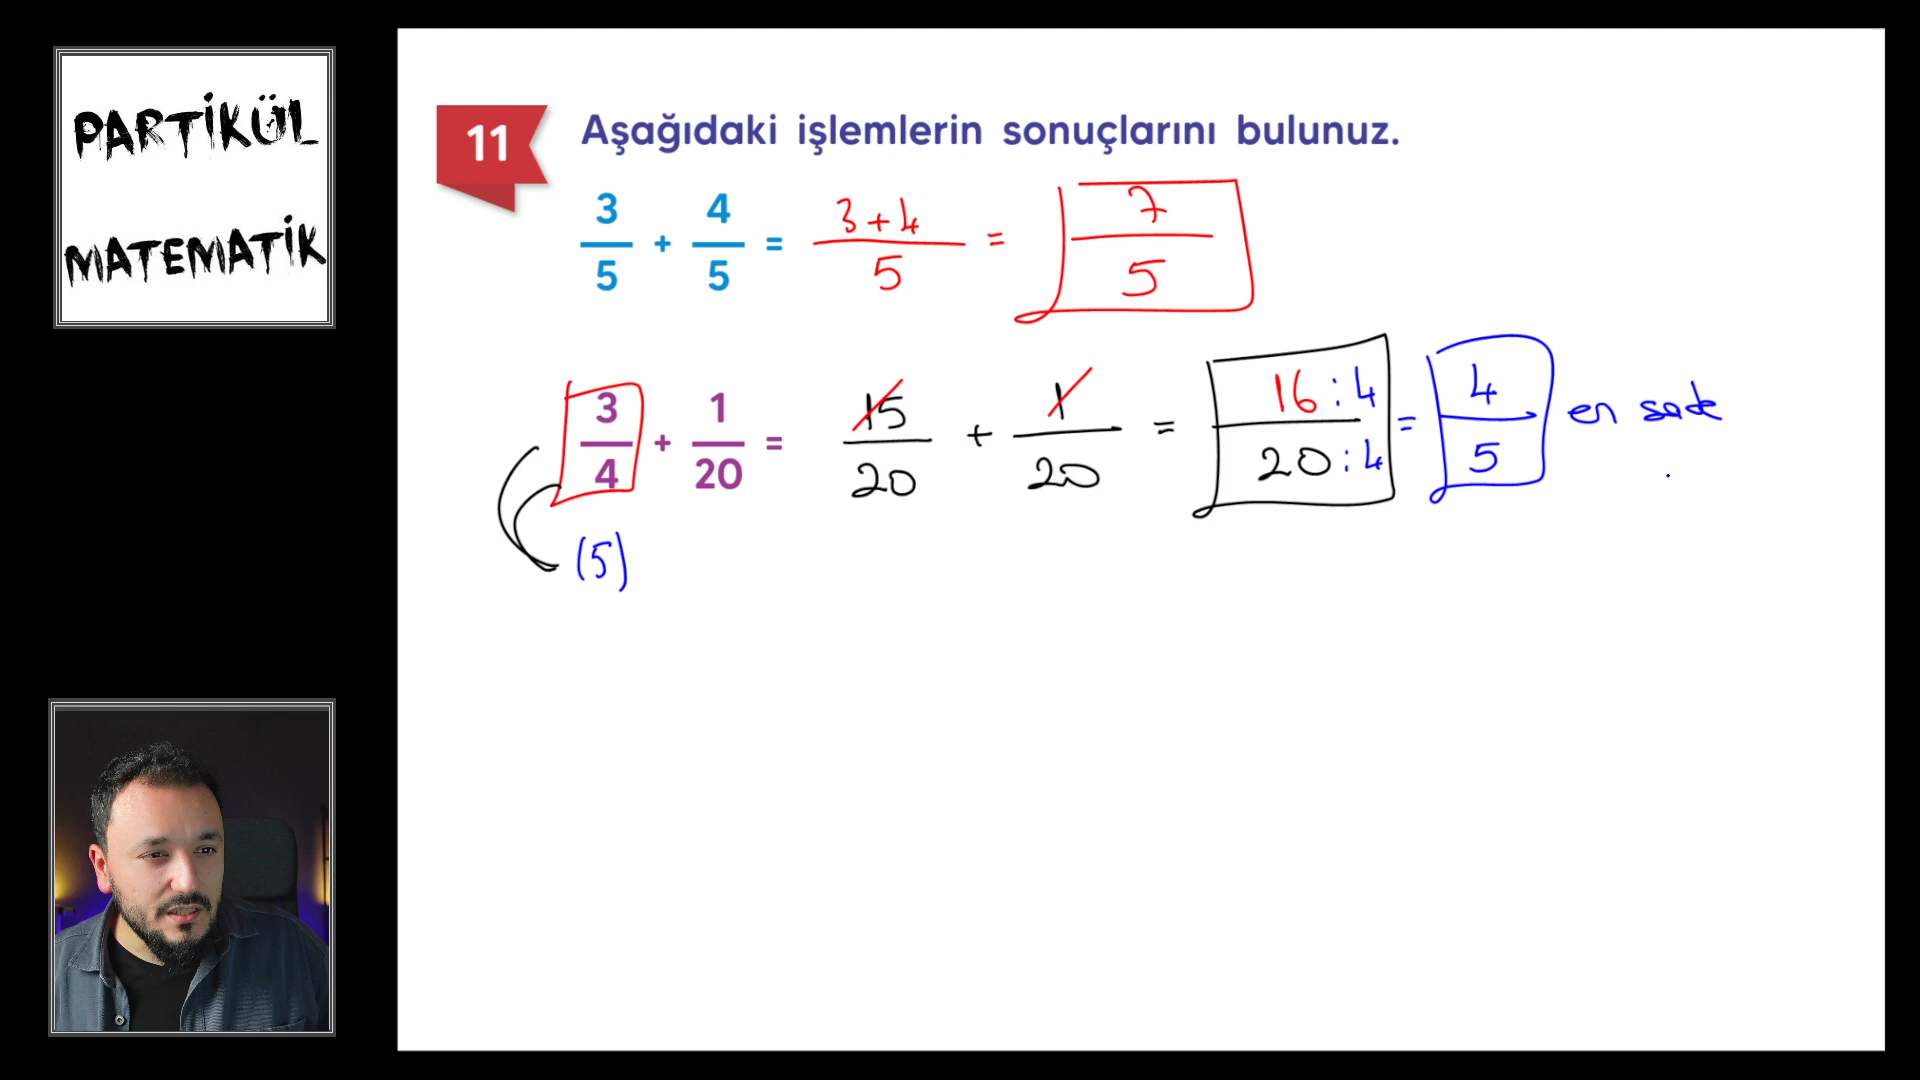 PARTİKÜL
MATEMATİK
11
Aşağıdaki işlemlerin sonuçlarını bulunuz.
3/5 + 4/5 = 3+4/5 = 7/5
3/4 + 1/20 = 15/20 + 1/20 = 16:4/20:4 = 4/5 en sade
(5)